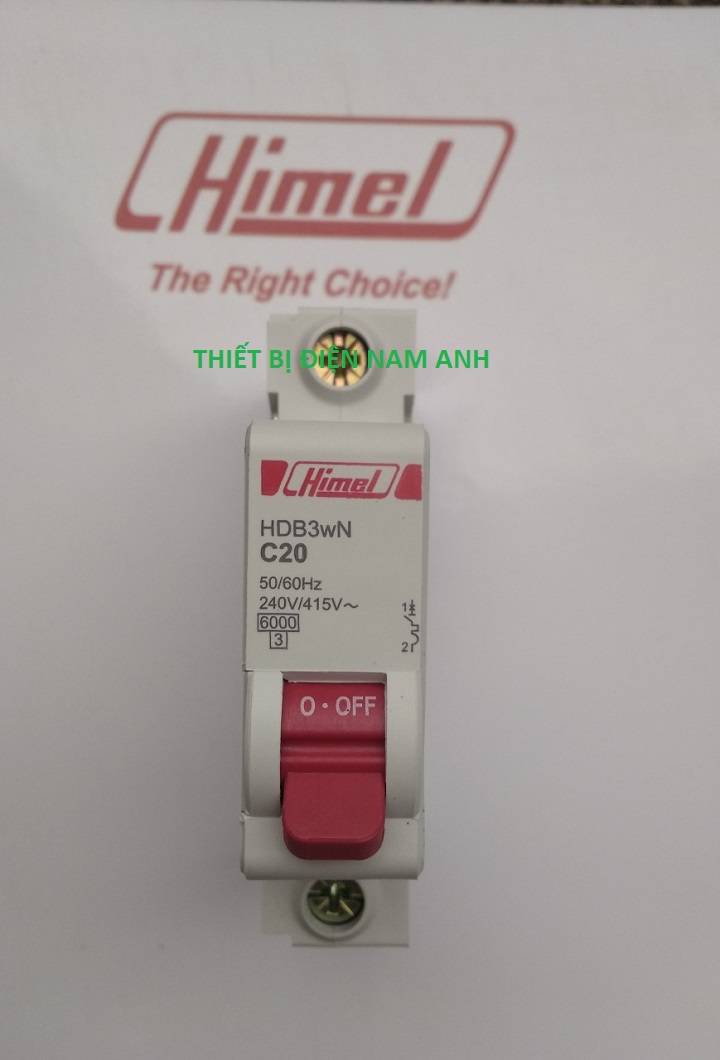 Himel
The Right Choice!
THIẾT BỊ ĐIỆN NAM ANH
Himel
HDB3wN
C20
50/60Hz
240V/415V~
6000
3
1
2
O · OFF